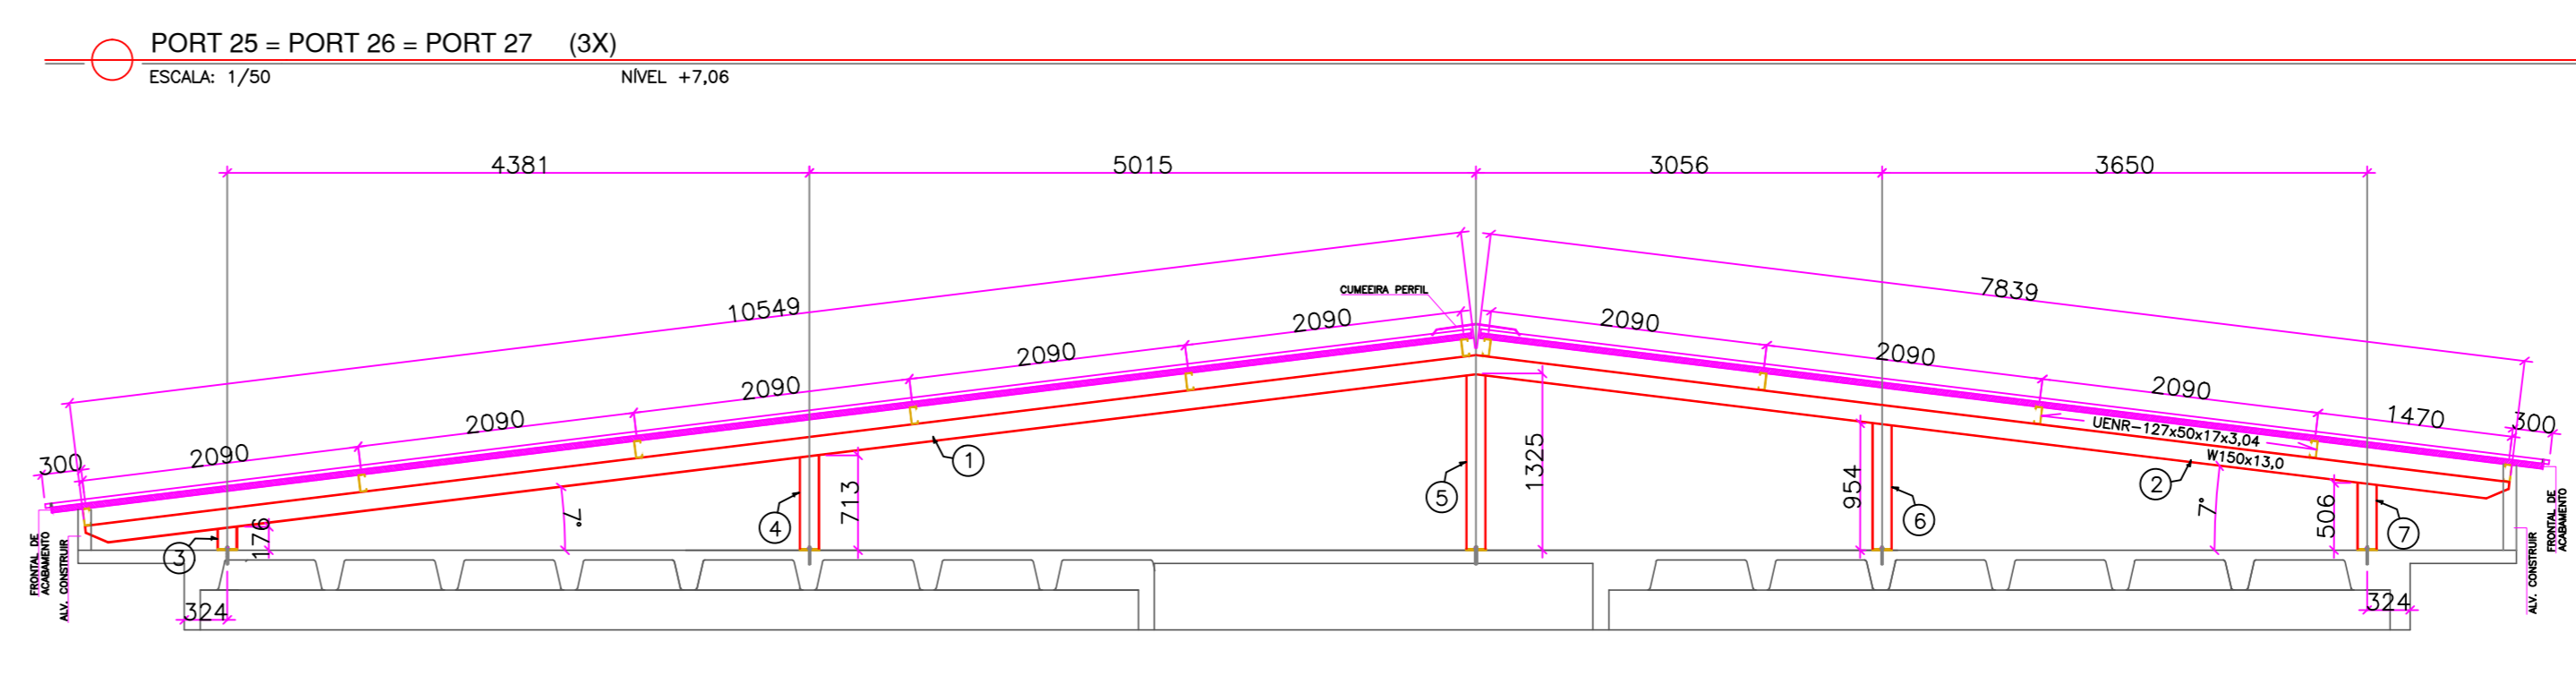 PORT 25 = PORT 26 = PORT 27 (3X)
ESCALA: 1/50 NÍVEL +7,06
4381 5015 3056 3650
10549 7839
CUMEEIRA PERFIL
300 2090 2090 2090 2090 2090 2090 2090 2090 1470 300
UENR-127x50x17x3,04
W150x13,0
1 2
3 176 7° 4 713 5 1325 954 6 7° 506 7
FRONTAL DE
ACABAMENTO
ALV. CONSTRUIR
FRONTAL DE
ACABAMENTO
ALV. CONSTRUIR
324 324